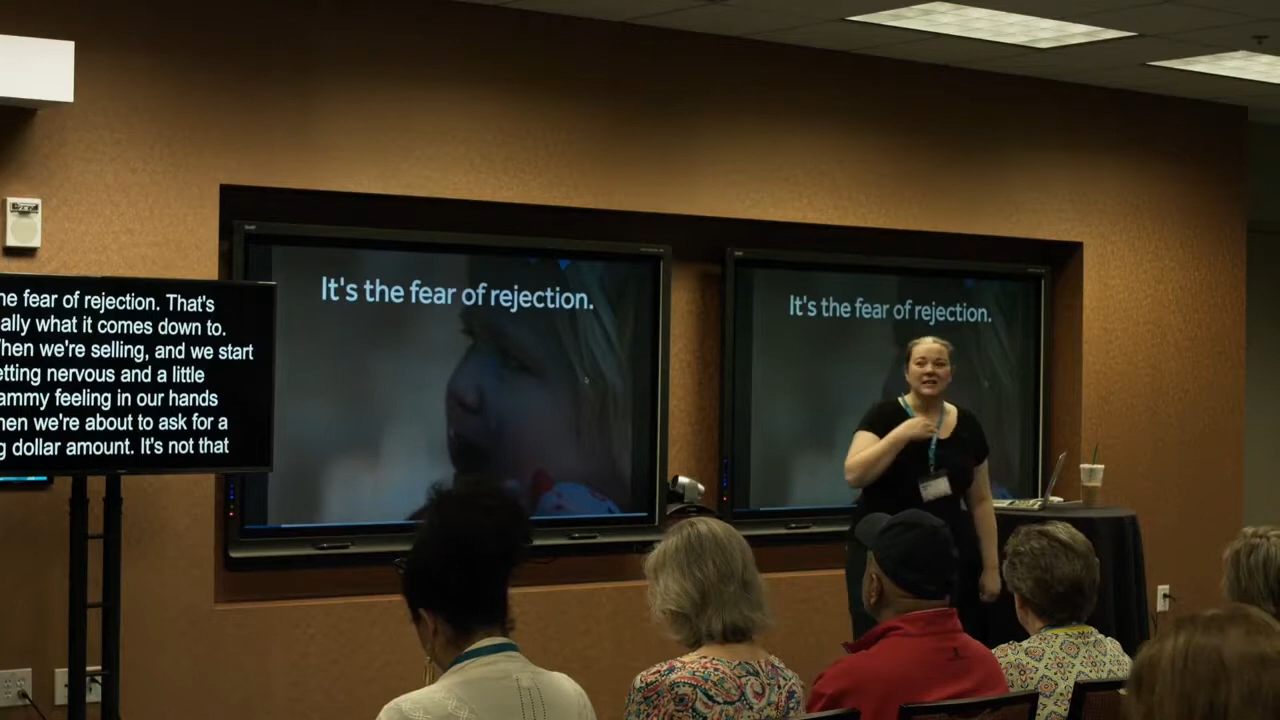 he fear of rejection. That's
ally what it comes down to.
hen we're selling, and we start
etting nervous and a little
ammy feeling in our hands
hen we're about to ask for a
g dollar amount. It's not that
It's the fear of rejection.
It's the fear of rejection.